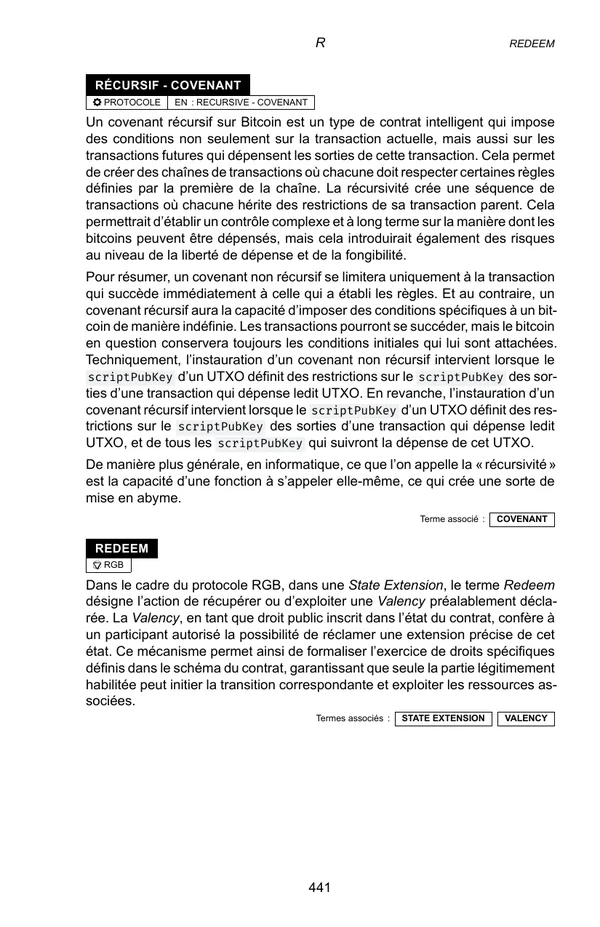 R
REDEEM
RÉCURSIF - COVENANT
PROTOCOLE
EN : RECURSIVE - COVENANT
Un covenant récursif sur Bitcoin est un type de contrat intelligent qui impose
des conditions non seulement sur la transaction actuelle, mais aussi sur les
transactions futures qui dépensent les sorties de cette transaction. Cela permet
de créer des chaînes de transactions où chacune doit respecter certaines règles
définies par la première de la chaîne. La récursivité crée une séquence de
transactions où chacune hérite des restrictions de sa transaction parent. Cela
permettrait d'établir un contrôle complexe et à long terme sur la manière dont les
bitcoins peuvent être dépensés, mais cela introduirait également des risques
au niveau de la liberté de dépense et de la fongibilité.
Pour résumer, un covenant non récursif se limitera uniquement à la transaction
qui succède immédiatement à celle qui a établi les règles. Et au contraire, un
covenant récursif aura la capacité d'imposer des conditions spécifiques à un bit-
coin de manière indéfinie. Les transactions pourront se succéder, mais le bitcoin
en question conservera toujours les conditions initiales qui lui sont attachées.
Techniquement, l'instauration d'un covenant non récursif intervient lorsque le
scriptPubKey d'un UTXO définit des restrictions sur le scriptPubKey des sor-
ties d'une transaction qui dépense ledit UTXO. En revanche, l'instauration d'un
covenant récursif intervient lorsque le scriptPubKey d'un UTXO définit des res-
trictions sur le scriptPubKey des sorties d'une transaction qui dépense ledit
UTXO, et de tous les scriptPubKey qui suivront la dépense de cet UTXO.
De manière plus générale, en informatique, ce que l'on appelle la « récursivité »
est la capacité d'une fonction à s'appeler elle-même, ce qui crée une sorte de
mise en abyme.
Terme associé : COVENANT
REDEEM
RGB
Dans le cadre du protocole RGB, dans une State Extension, le terme Redeem
désigne l'action de récupérer ou d'exploiter une Valency préalablement décla-
rée. La Valency, en tant que droit public inscrit dans l'état du contrat, confère à
un participant autorisé la possibilité de réclamer une extension précise de cet
état. Ce mécanisme permet ainsi de formaliser l'exercice de droits spécifiques
définis dans le schéma du contrat, garantissant que seule la partie légitimement
habilitée peut initier la transition correspondante et exploiter les ressources as-
sociées.
Termes associés : STATE EXTENSION VALENCY
441